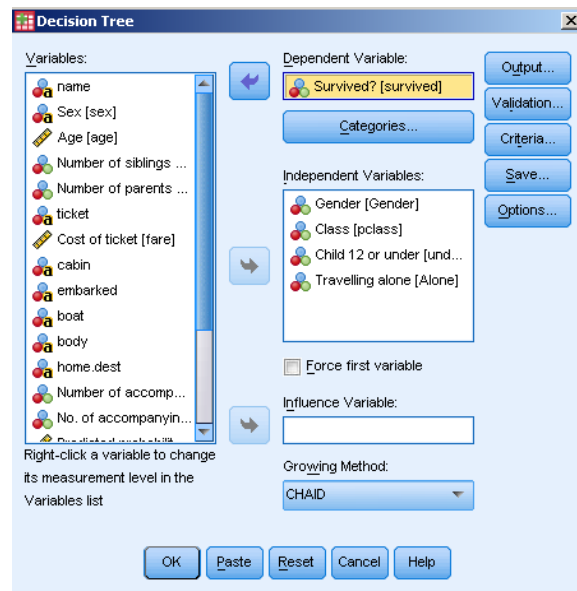 Decision Tree
Variables:
name
Sex [sex]
Age [age]
Number of siblings ...
Number of parents ...
ticket
Cost of ticket [fare]
cabin
embarked
boat
body
home.dest
Number of accomp...
No. of accompanyin...
Right-click a variable to change
its measurement level in the
Variables list
Dependent Variable:
Survived? [survived]
Categories...
Independent Variables:
Gender [Gender]
Class [pclass]
Child 12 or under [und...
Travelling alone [Alone]
Force first variable
Influence Variable:
Growing Method:
CHAID
Output...
Validation...
Criteria...
Save...
Options...
OK
Paste
Reset
Cancel
Help